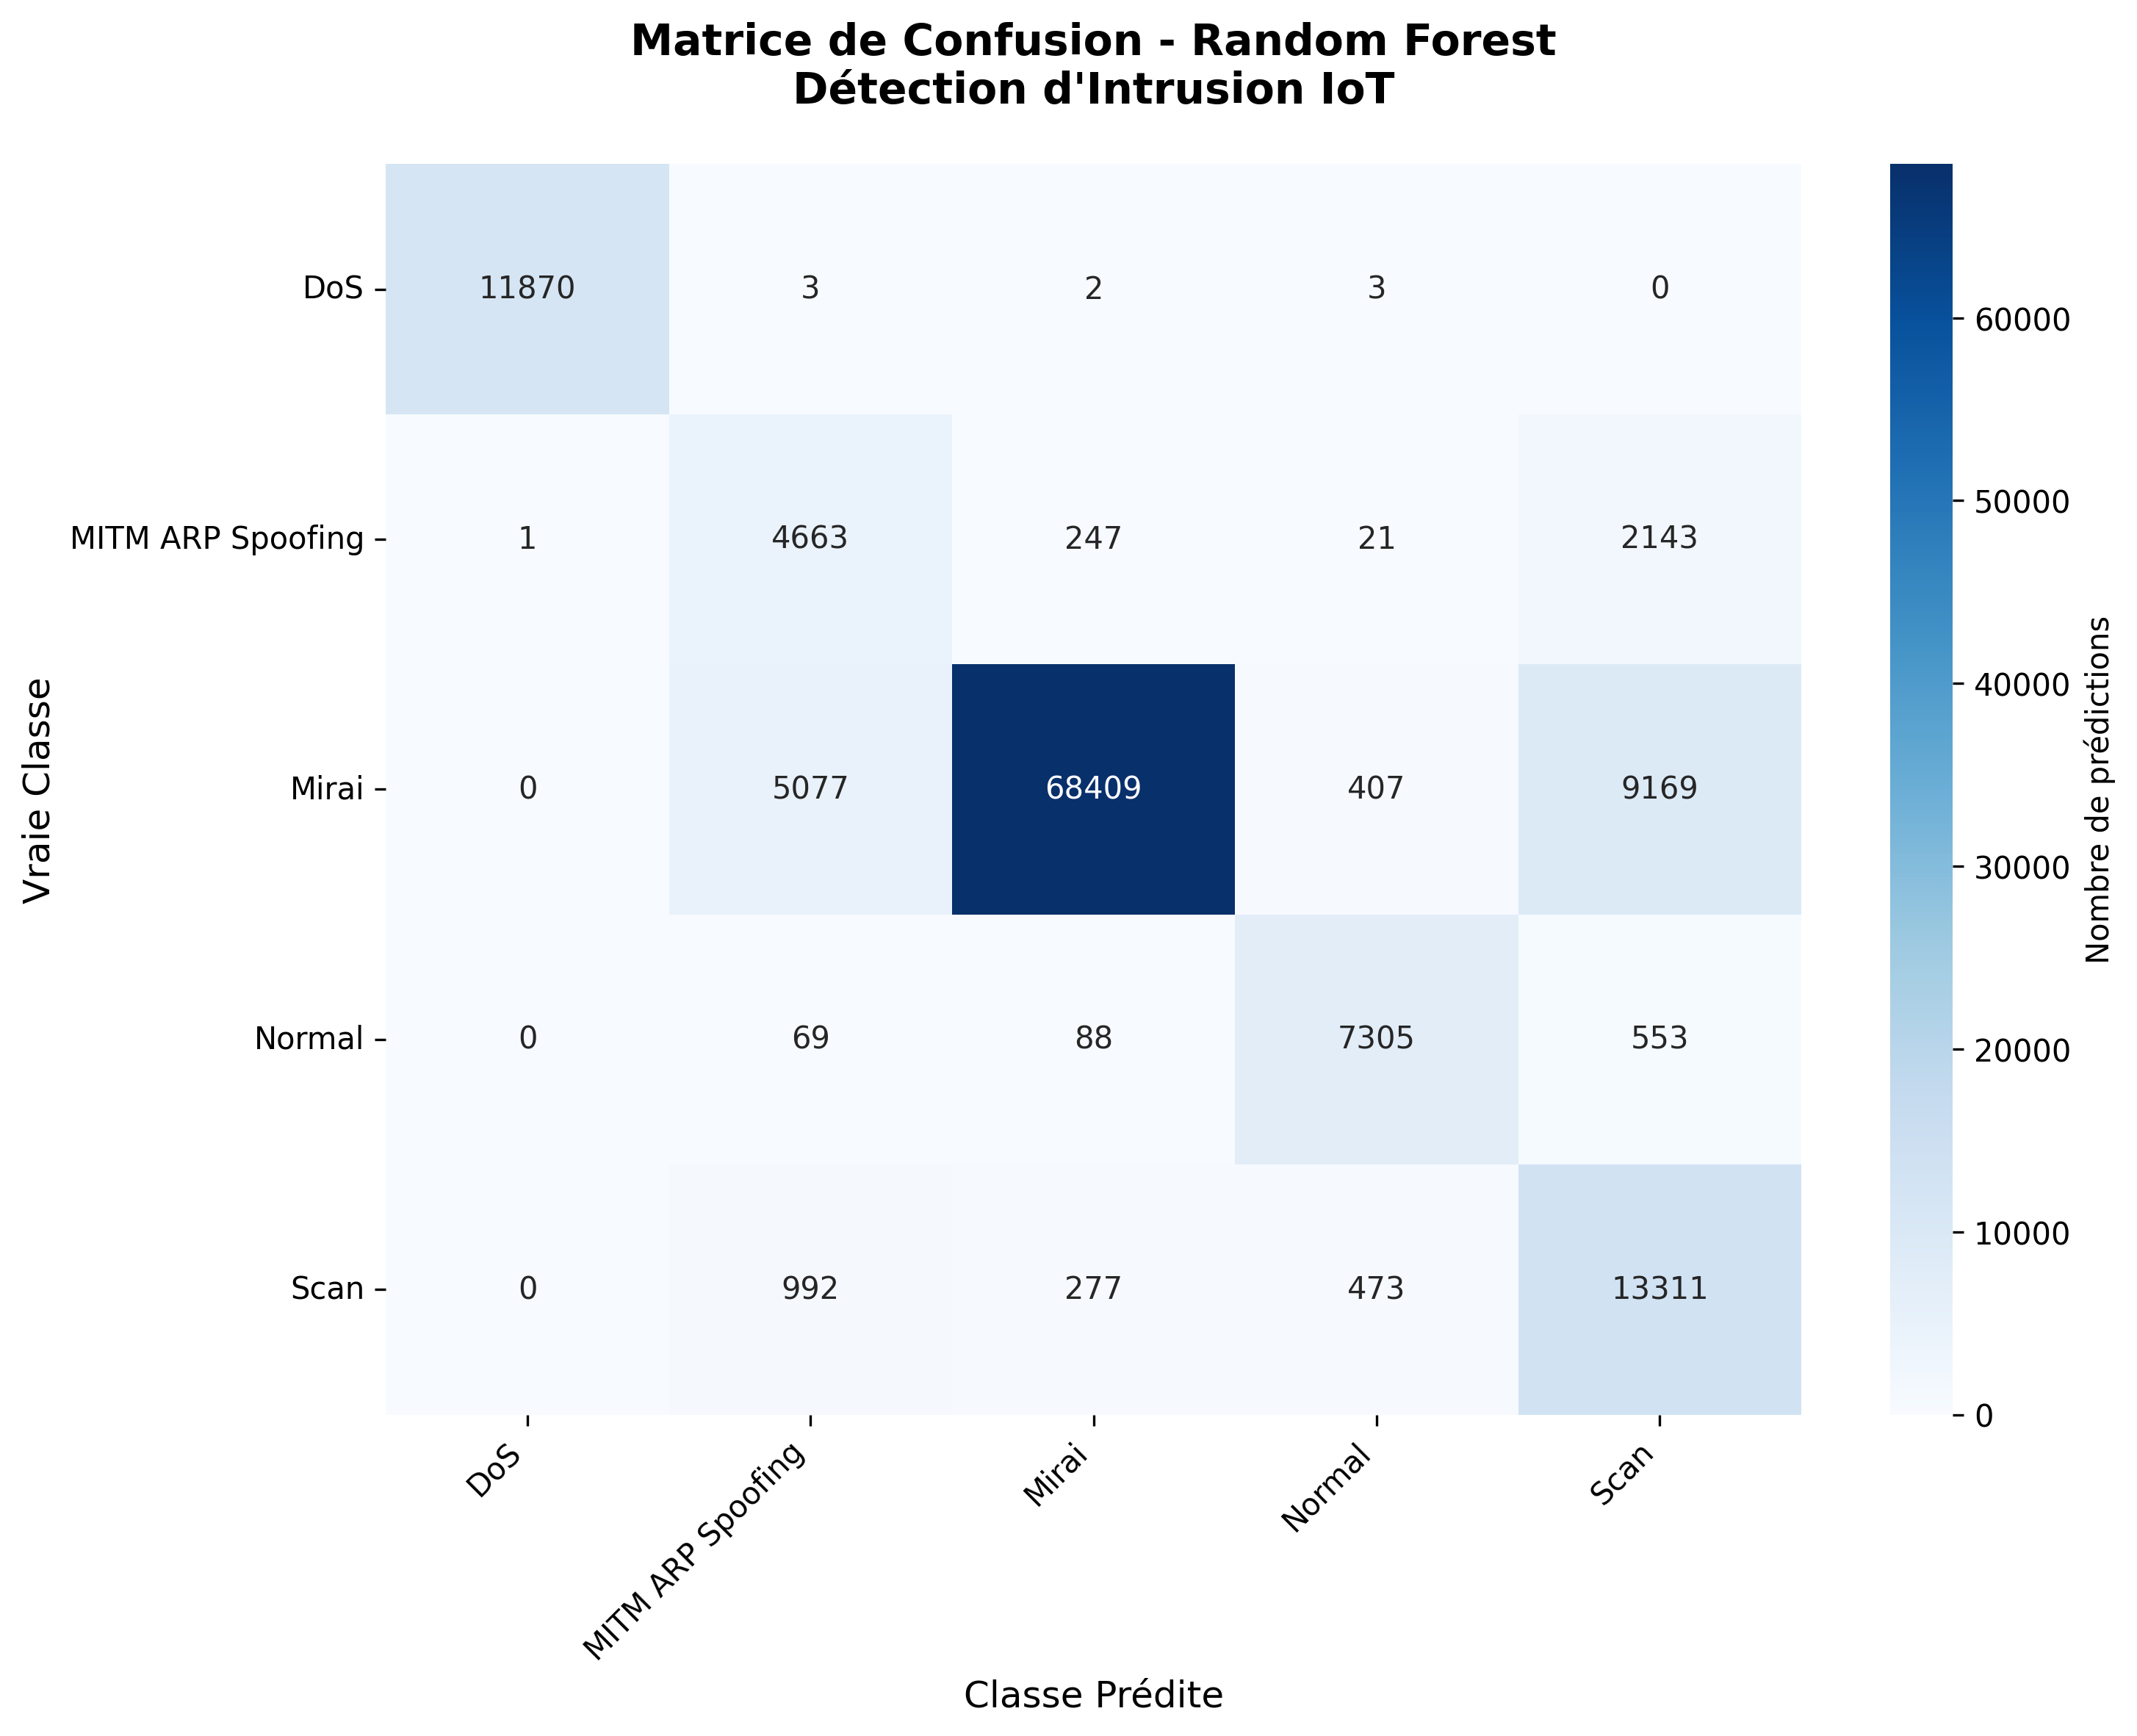 Matrice de Confusion - Random Forest
Détection d'Intrusion IoT
Vraie Classe
DoS 11870 3 2 3 0
MITM ARP Spoofing 1 4663 247 21 2143
Mirai 0 5077 68409 407 9169
Normal 0 69 88 7305 553
Scan 0 992 277 473 13311
DoS MITM ARP Spoofing Mirai Normal Scan
Classe Prédite
60000
50000
40000
30000
20000
10000
0
Nombre de prédictions